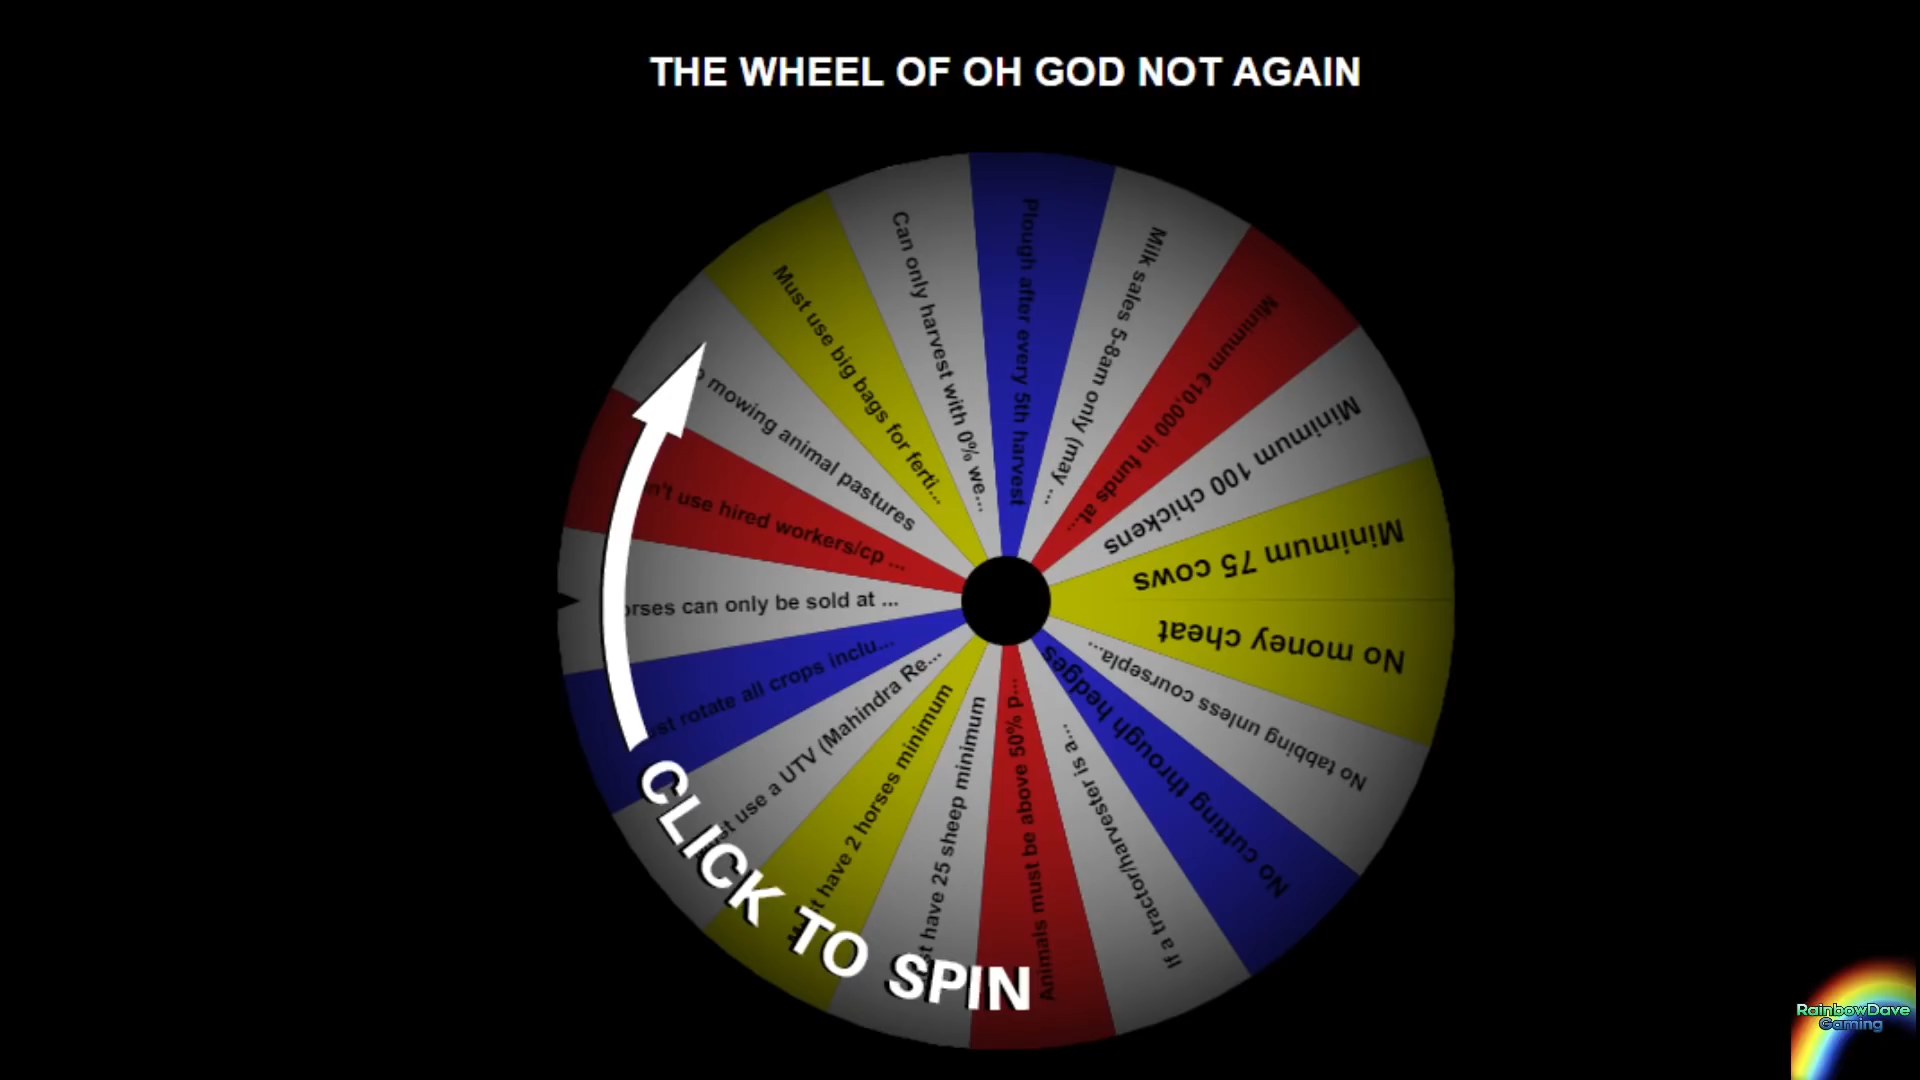 THE WHEEL OF OH GOD NOT AGAIN
Plough after every 5th harvest
Milk sales 5-8am only (may ...
Minimum €10,000 in funds at...
Minimum 100 chickens
Minimum 75 cows
No money cheat
No tabbing unless coursepla...
No cutting through hedges
If a tractor/harvester is a...
Animals must be above 50% p...
have 25 sheep minimum
have 2 horses minimum
use a UTV (Mahindra Re...
rotate all crops inclu...
can only be sold at ...
use hired workers/cp ...
mowing animal pastures
Must use big bags for ferti...
Can only harvest with 0% we...
CLICK TO SPIN
RainbowDave
Gaming